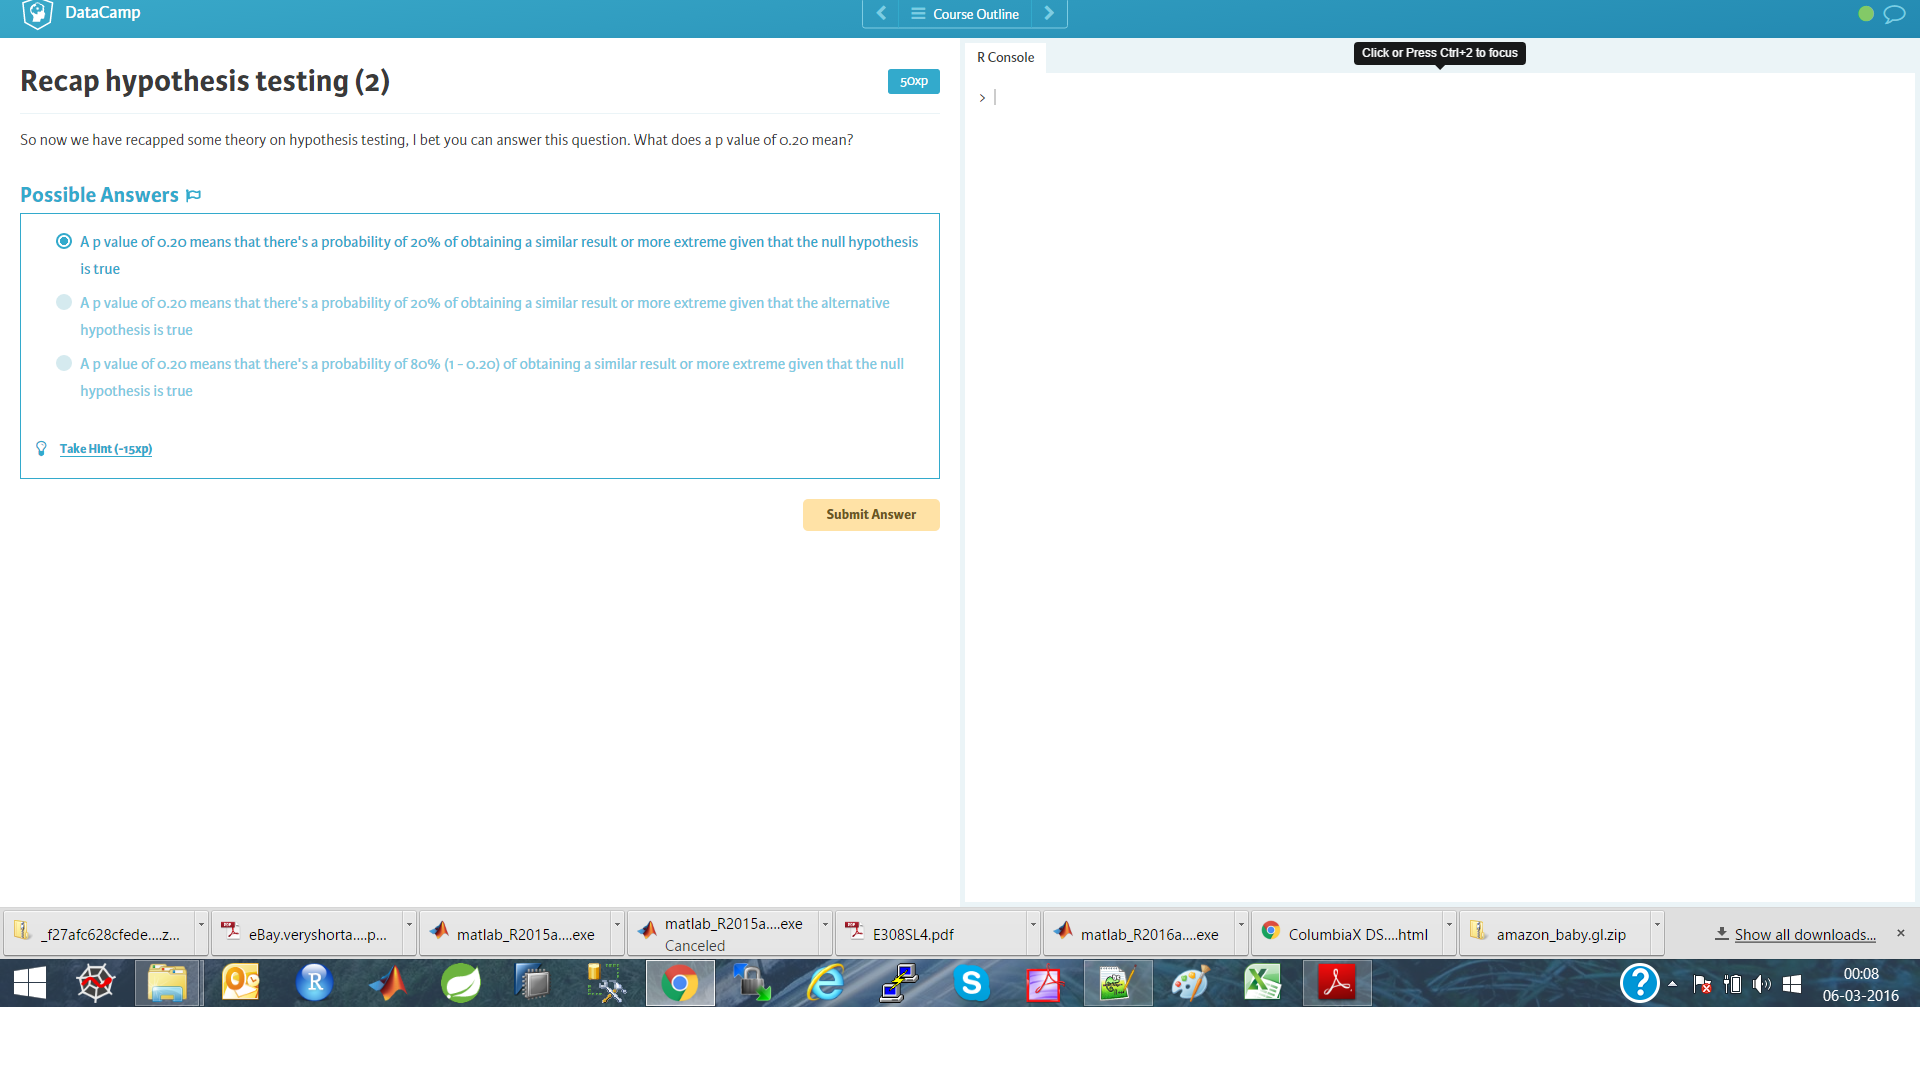 DataCamp
Course Outline
Recap hypothesis testing (2)
50xp
So now we have recapped some theory on hypothesis testing, I bet you can answer this question. What does a p value of 0.20 mean?
Possible Answers
A p value of 0.20 means that there's a probability of 20% of obtaining a similar result or more extreme given that the null hypothesis
is true
A p value of 0.20 means that there's a probability of 20% of obtaining a similar result or more extreme given that the alternative
hypothesis is true
A p value of 0.20 means that there's a probability of 80% (1 - 0.20) of obtaining a similar result or more extreme given that the null
hypothesis is true
Take Hint (-15xp)
Submit Answer
R Console
Click or Press Ctrl+2 to focus
>
_f27afc628cfede....z...
eBay.veryshorta....p...
matlab_R2015a....exe
matlab_R2015a....exe
Canceled
E308SL4.pdf
matlab_R2016a....exe
ColumbiaX DS....html
amazon_baby.gl.zip
Show all downloads...
00:08
06-03-2016